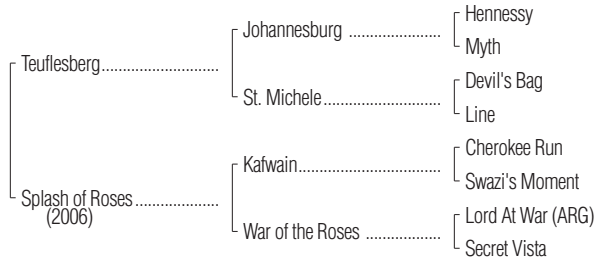 Hennessy
Johannesburg ....................
Myth
Teuflesberg..........................
Devil's Bag
St. Michele..........................
Line
Cherokee Run
Kafwain................................
Swazi's Moment
Splash of Roses..................
(2006)
Lord At War (ARG)
War of the Roses .................
Secret Vista